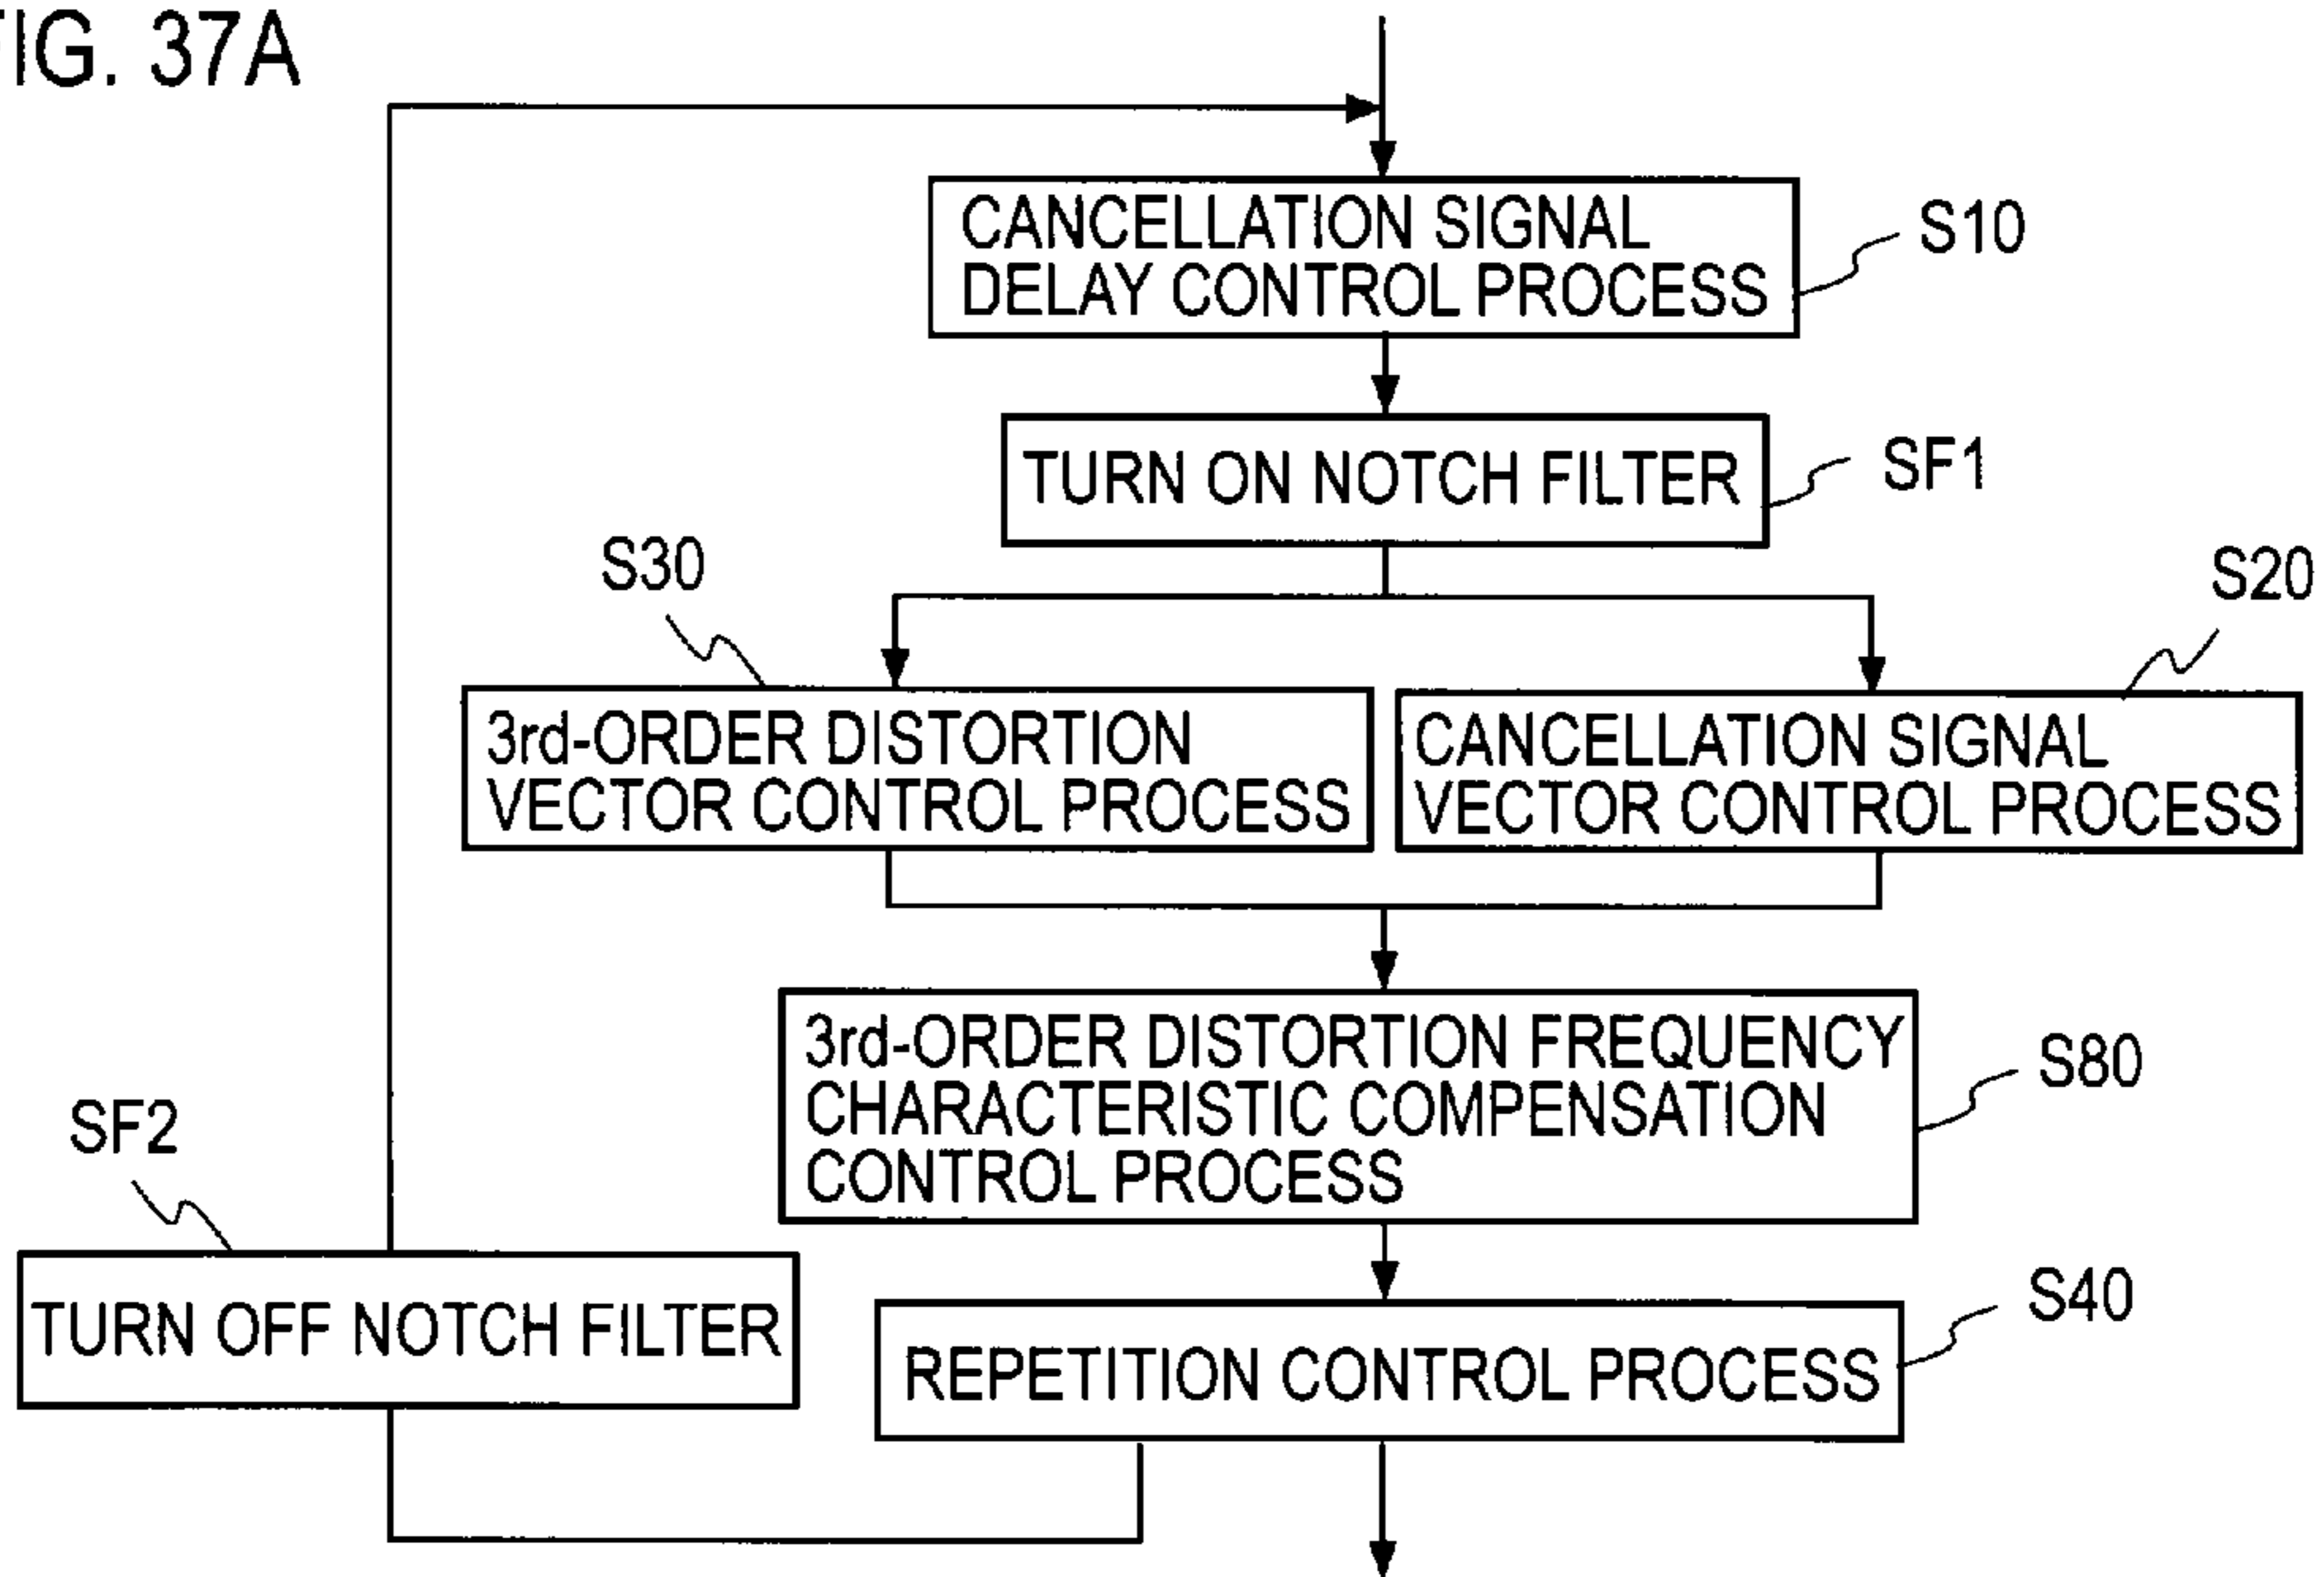 IG. 37A
CANCELLATION SIGNAL
DELAY CONTROL PROCESS
S10
TURN ON NOTCH FILTER
SF1
S30
S20
3rd-ORDER DISTORTION
VECTOR CONTROL PROCESS
CANCELLATION SIGNAL
VECTOR CONTROL PROCESS
3rd-ORDER DISTORTION FREQUENCY
CHARACTERISTIC COMPENSATION
CONTROL PROCESS
S80
SF2
TURN OFF NOTCH FILTER
S40
REPETITION CONTROL PROCESS